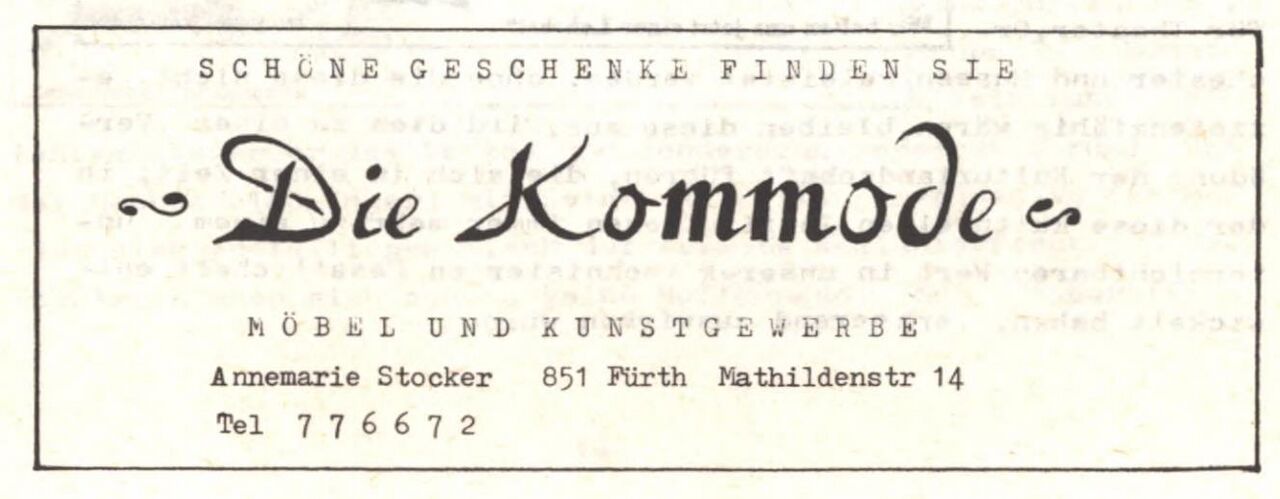 SCHÖNE GESCHENKE FINDEN SIE
Die Kommode
MÖBEL UND KUNSTGEWERBE
Annemarie Stocker 851 Fürth Mathildenstr 14
Tel 776672